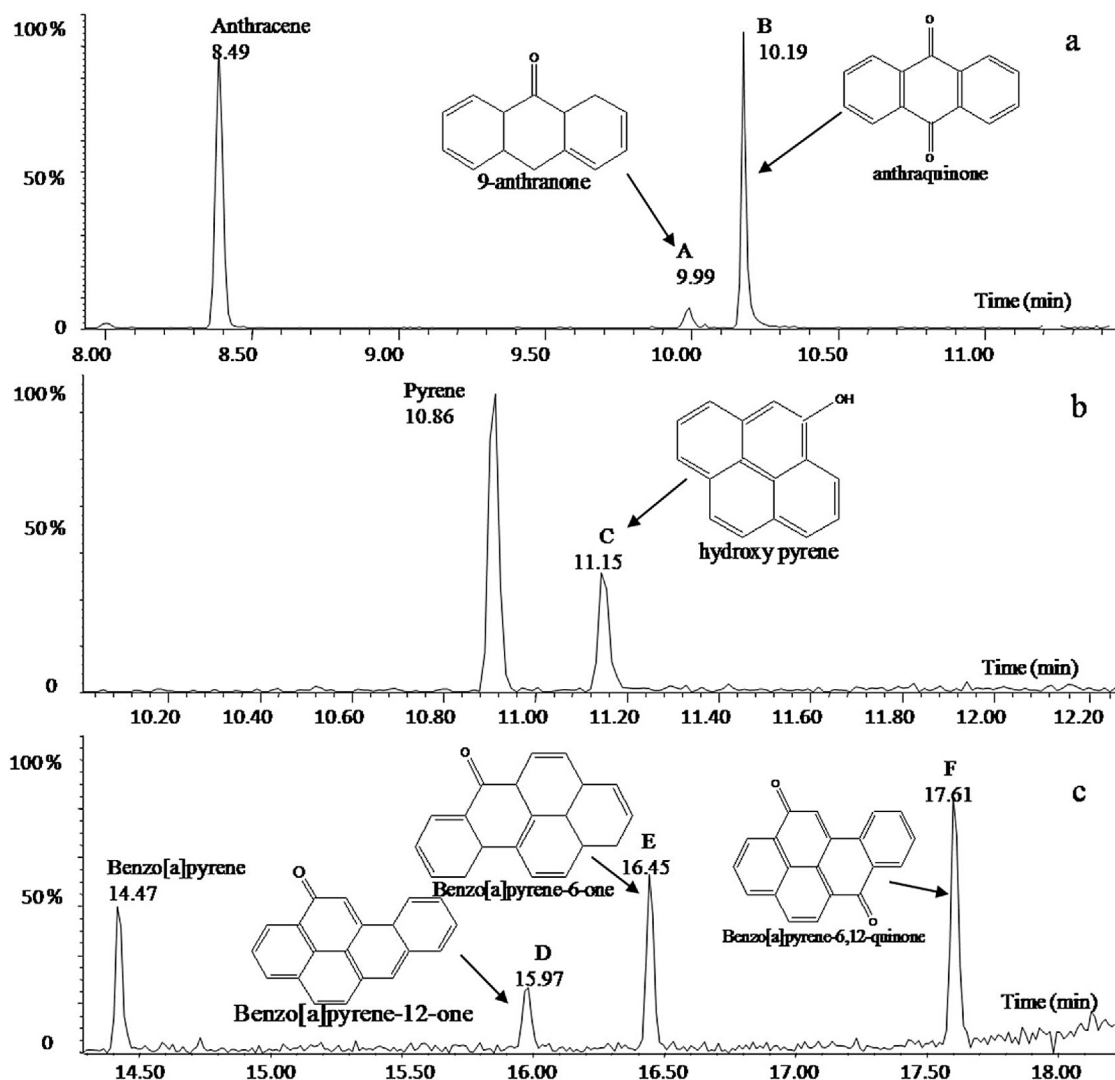 100%
Anthracene
8.49
O
9-anthranone
B
10.19
O
O
anthraquinone
a
50%
A
9.99
Time (min)
0
8.00 8.50 9.00 9.50 10.00 10.50 11.00
100%
Pyrene
10.86
OH
hydroxy pyrene
b
50%
C
11.15
Time (min)
0
10.20 10.40 10.80 11.00 11.20 11.40 11.60 11.80 12.00 12.20
100%
O
Benzo[a]pyrene-6-one
F
17.61
c
O
O
Benzo[a]pyrene-6,12-quinone
E
16.45
Benzo[a]pyrene
14.47
50%
O
Benzo[a]pyrene-12-one
D
15.97
Time (min)
0
14.50 15.00 15.50 16.00 16.50 17.00 17.50 18.00